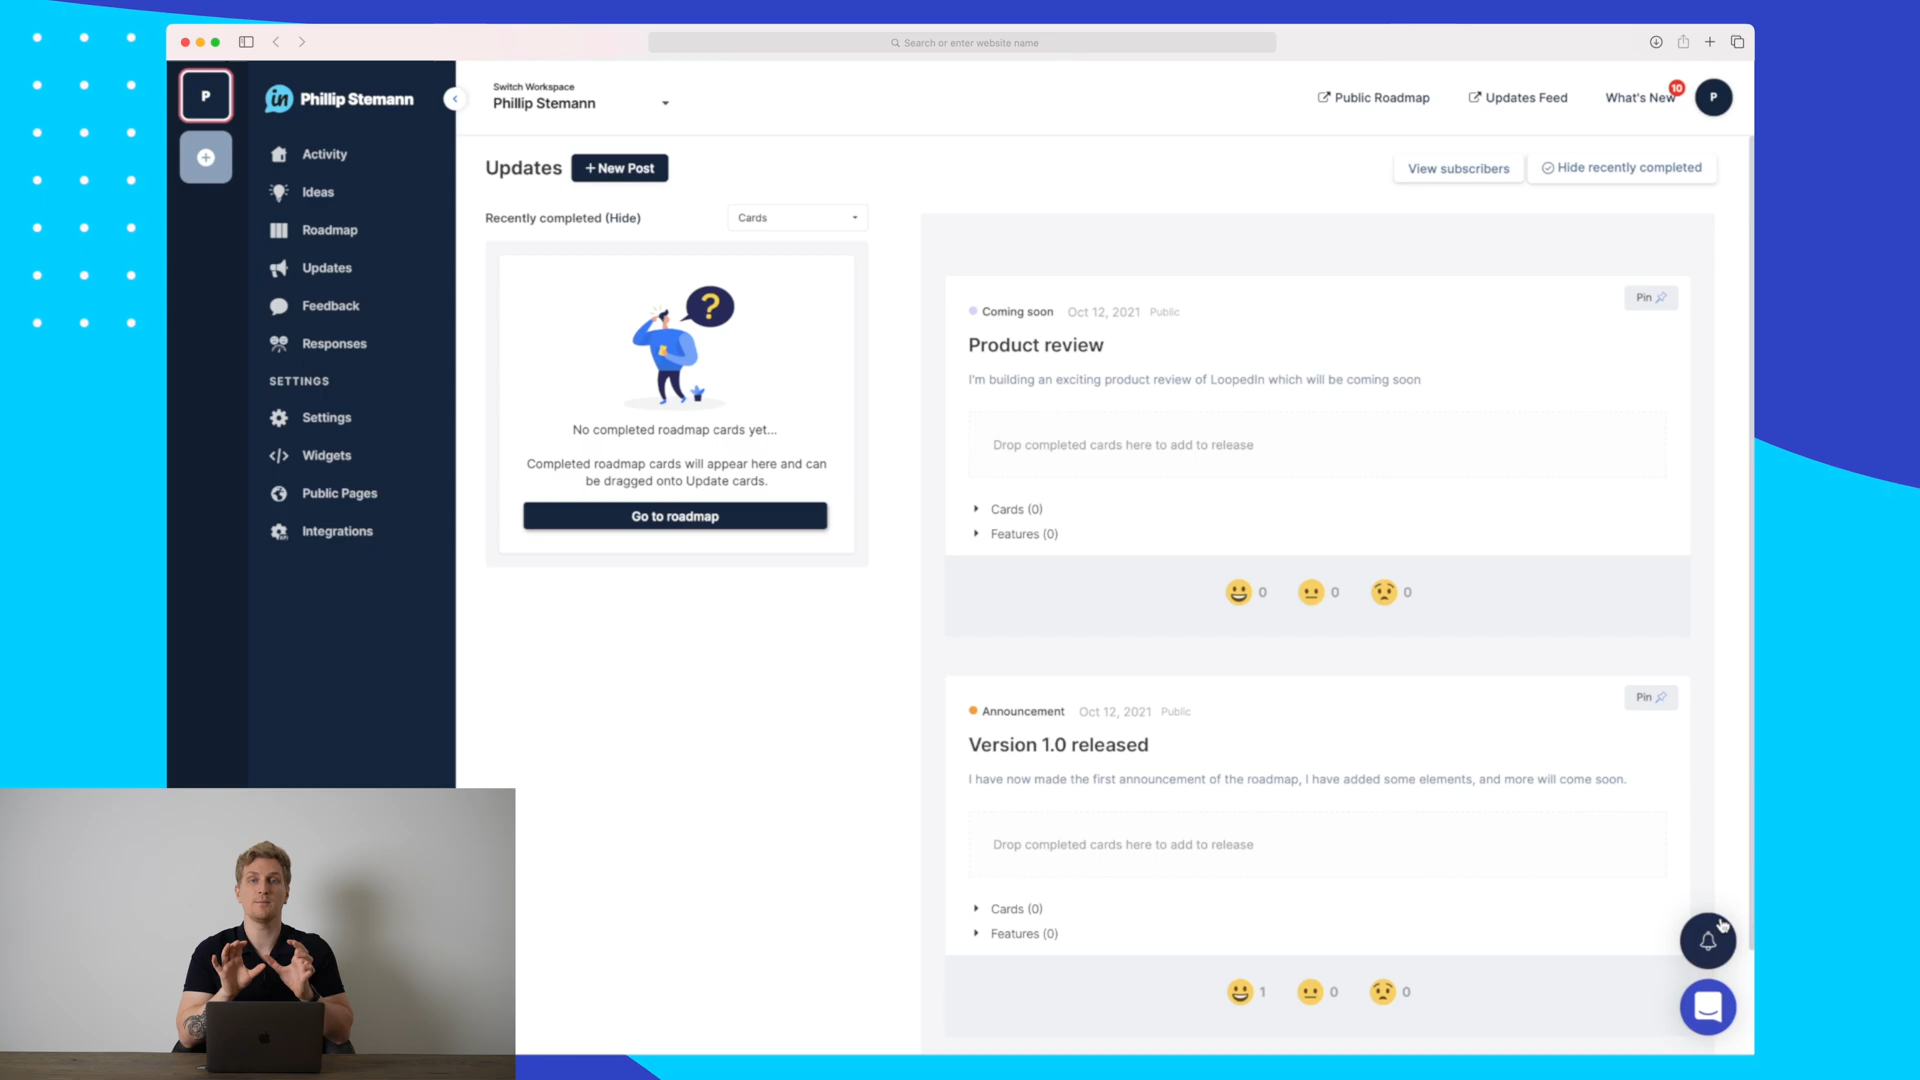 Search or enter website name
P
in Phillip Stemann
Switch Workspace
Phillip Stemann
Public Roadmap
Updates Feed
What's New
10
P
Activity
Ideas
Roadmap
Updates
Feedback
Responses
SETTINGS
Settings
Widgets
Public Pages
Integrations
Updates
+ New Post
View subscribers
Hide recently completed
Recently completed (Hide)
Cards
?
No completed roadmap cards yet...
Completed roadmap cards will appear here and can
be dragged onto Update cards.
Go to roadmap
Pin
Coming soon Oct 12, 2021 Public
Product review
I'm building an exciting product review of LoopedIn which will be coming soon
Drop completed cards here to add to release
Cards (0)
Features (0)
0 0 0
Pin
Announcement Oct 12, 2021 Public
Version 1.0 released
I have now made the first announcement of the roadmap, I have added some elements, and more will come soon.
Drop completed cards here to add to release
Cards (0)
Features (0)
1 0 0